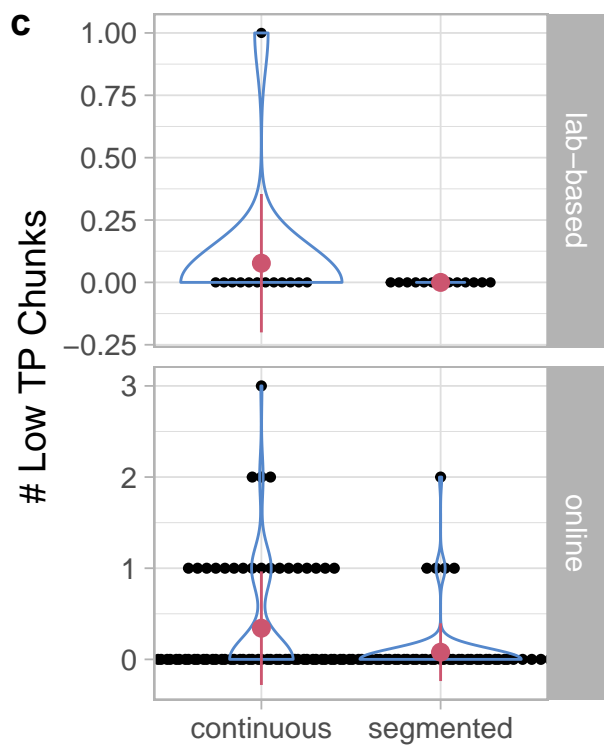 c
# Low TP Chunks
1.00
0.75
0.50
0.25
0.00
−0.25
lab−based
3
2
1
0
online
continuous segmented